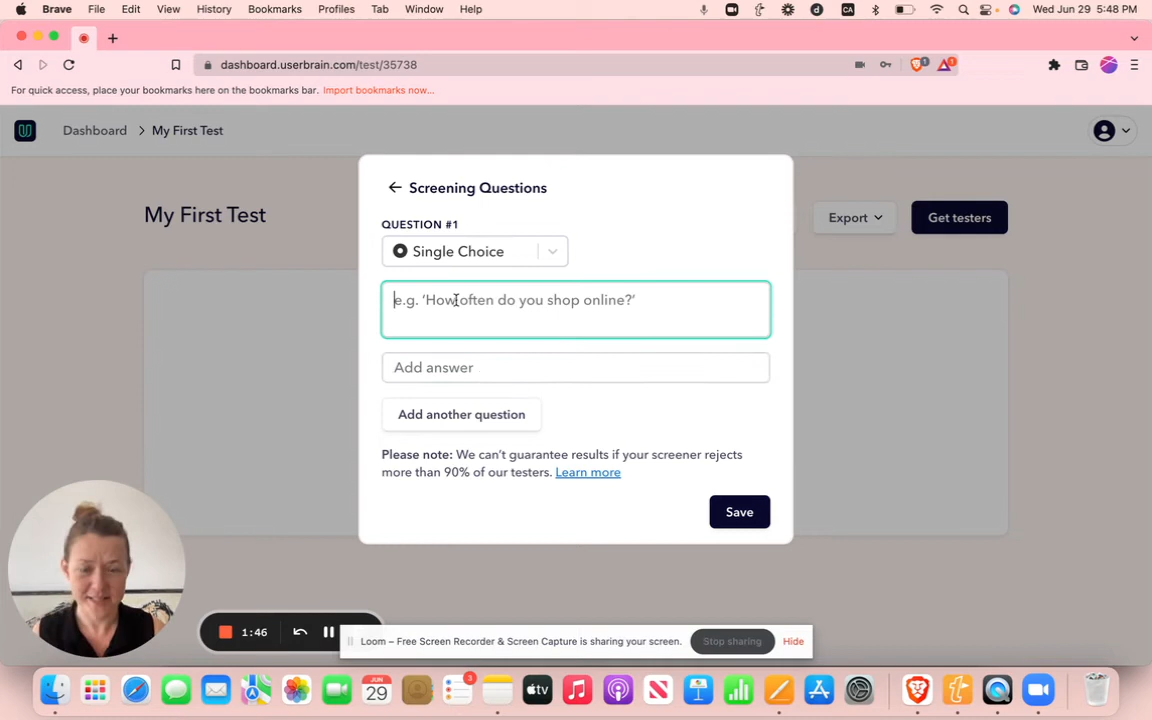 Brave File Edit View History Bookmarks Profiles Tab Window Help CA Wed Jun 29 5:48 PM
dashboard.userbrain.com/test/35738
For quick access, place your bookmarks here on the bookmarks bar. Import bookmarks now...
Dashboard > My First Test
Screening Questions
My First Test
Export
Get testers
QUESTION #1
Single Choice
e.g. ‘How often do you shop online?’
Add answer
Add another question
Please note: We can’t guarantee results if your screener rejects
more than 90% of our testers. Learn more
Save
1:46
Loom – Free Screen Recorder & Screen Capture is sharing your screen. Stop sharing Hide
JUN
29
3
tv